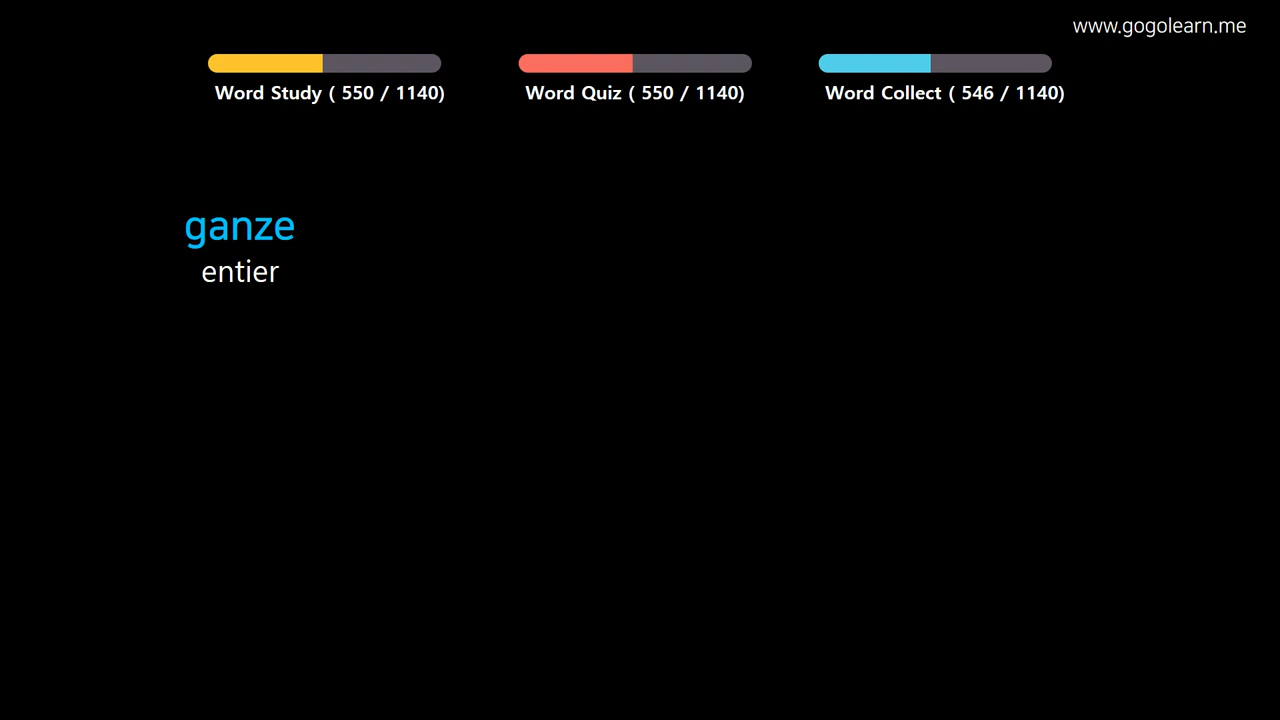 www.gogolearn.me
Word Study ( 550 / 1140)
Word Quiz ( 550 / 1140)
Word Collect ( 546 / 1140)
ganze
entier